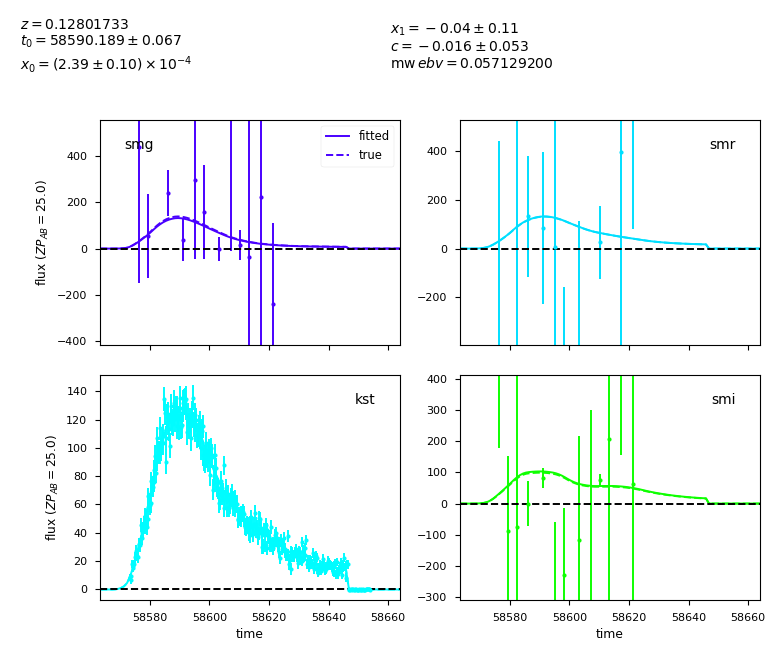 z = 0.12801733
t₀ = 58590.189 ± 0.067
x₀ = (2.39 ± 0.10) × 10⁻⁴
x₁ = −0.04 ± 0.11
c = −0.016 ± 0.053
mw ebv = 0.057129200
smg
fitted
true
400
200
0
−200
−400
flux (ZP_AB = 25.0)
smr
400
200
0
−200
kst
140
120
100
80
60
40
20
0
flux (ZP_AB = 25.0)
58580 58600 58620 58640 58660
time
smi
400
300
200
100
0
−100
−200
−300
58580 58600 58620 58640 58660
time